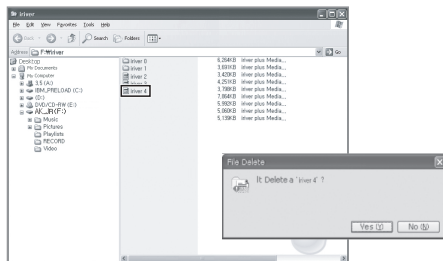 iriver
File Edit View Favorites Tools Help
Back Search Folders
Address F:\iriver Go
Desktop
My Documents
My Computer
3.5 (A:)
IBM_PRELOAD (C:)
(D:)
DVD/CD-RW (E:)
AK_JR(F:)
Music
Pictures
Playlists
RECORD
Video
iriver 0 6,264KB iriver plus Media...
iriver 1 3,691KB iriver plus Media...
iriver 2 3,420KB iriver plus Media...
4,251KB iriver plus Media...
iriver 4 3,798KB iriver plus Media...
7,064KB iriver plus Media...
5,992KB iriver plus Media...
5,060KB iriver plus Media...
5,139KB iriver plus Media...
File Delete
It Delete a `iriver 4` ?
Yes (Y) No (N)